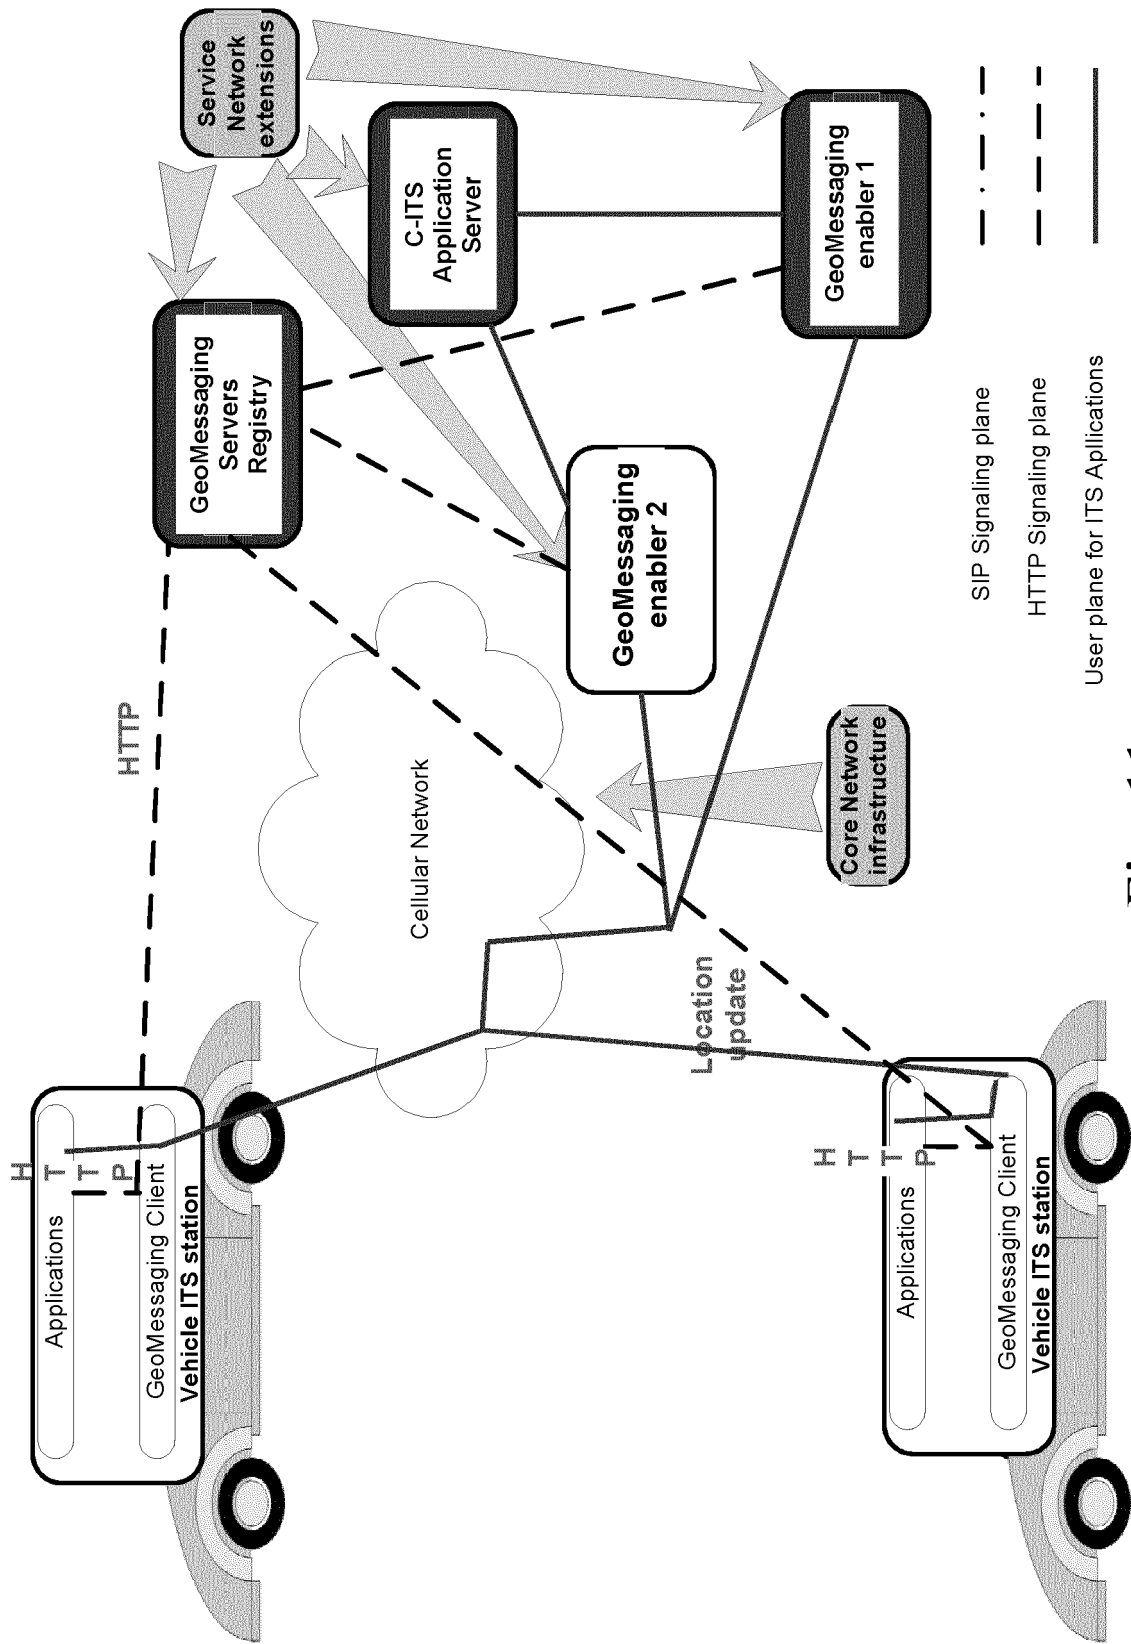 H
T
T
P
Applications
GeoMessaging Client
Vehicle ITS station
HTTP
GeoMessaging
Servers
Registry
Service
Network
extensions
Cellular Network
C-ITS
Application
Server
GeoMessaging
enabler 2
Location
update
Core Network
infrastructure
GeoMessaging
enabler 1
H
T
T
P
Applications
GeoMessaging Client
Vehicle ITS station
SIP Signaling plane
HTTP Signaling plane
User plane for ITS Apllications